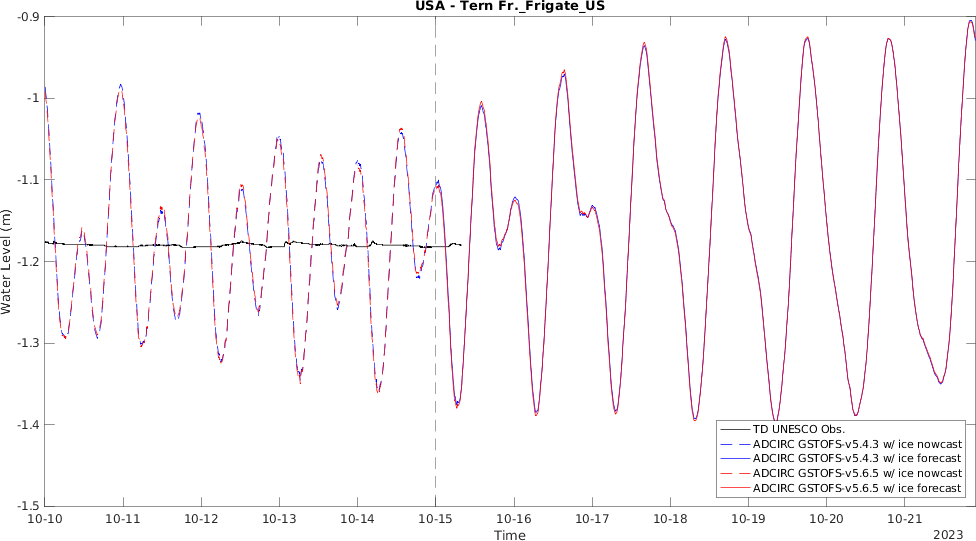 USA - Tern Fr._Frigate_US
Water Level (m)
-0.9
-1
-1.1
-1.2
-1.3
-1.4
-1.5
TD UNESCO Obs.
ADCIRC GSTOFS-v5.4.3 w/ ice nowcast
ADCIRC GSTOFS-v5.4.3 w/ ice forecast
ADCIRC GSTOFS-v5.6.5 w/ ice nowcast
ADCIRC GSTOFS-v5.6.5 w/ ice forecast
10-10 10-11 10-12 10-13 10-14 10-15 10-16 10-17 10-18 10-19 10-20 10-21
Time
2023